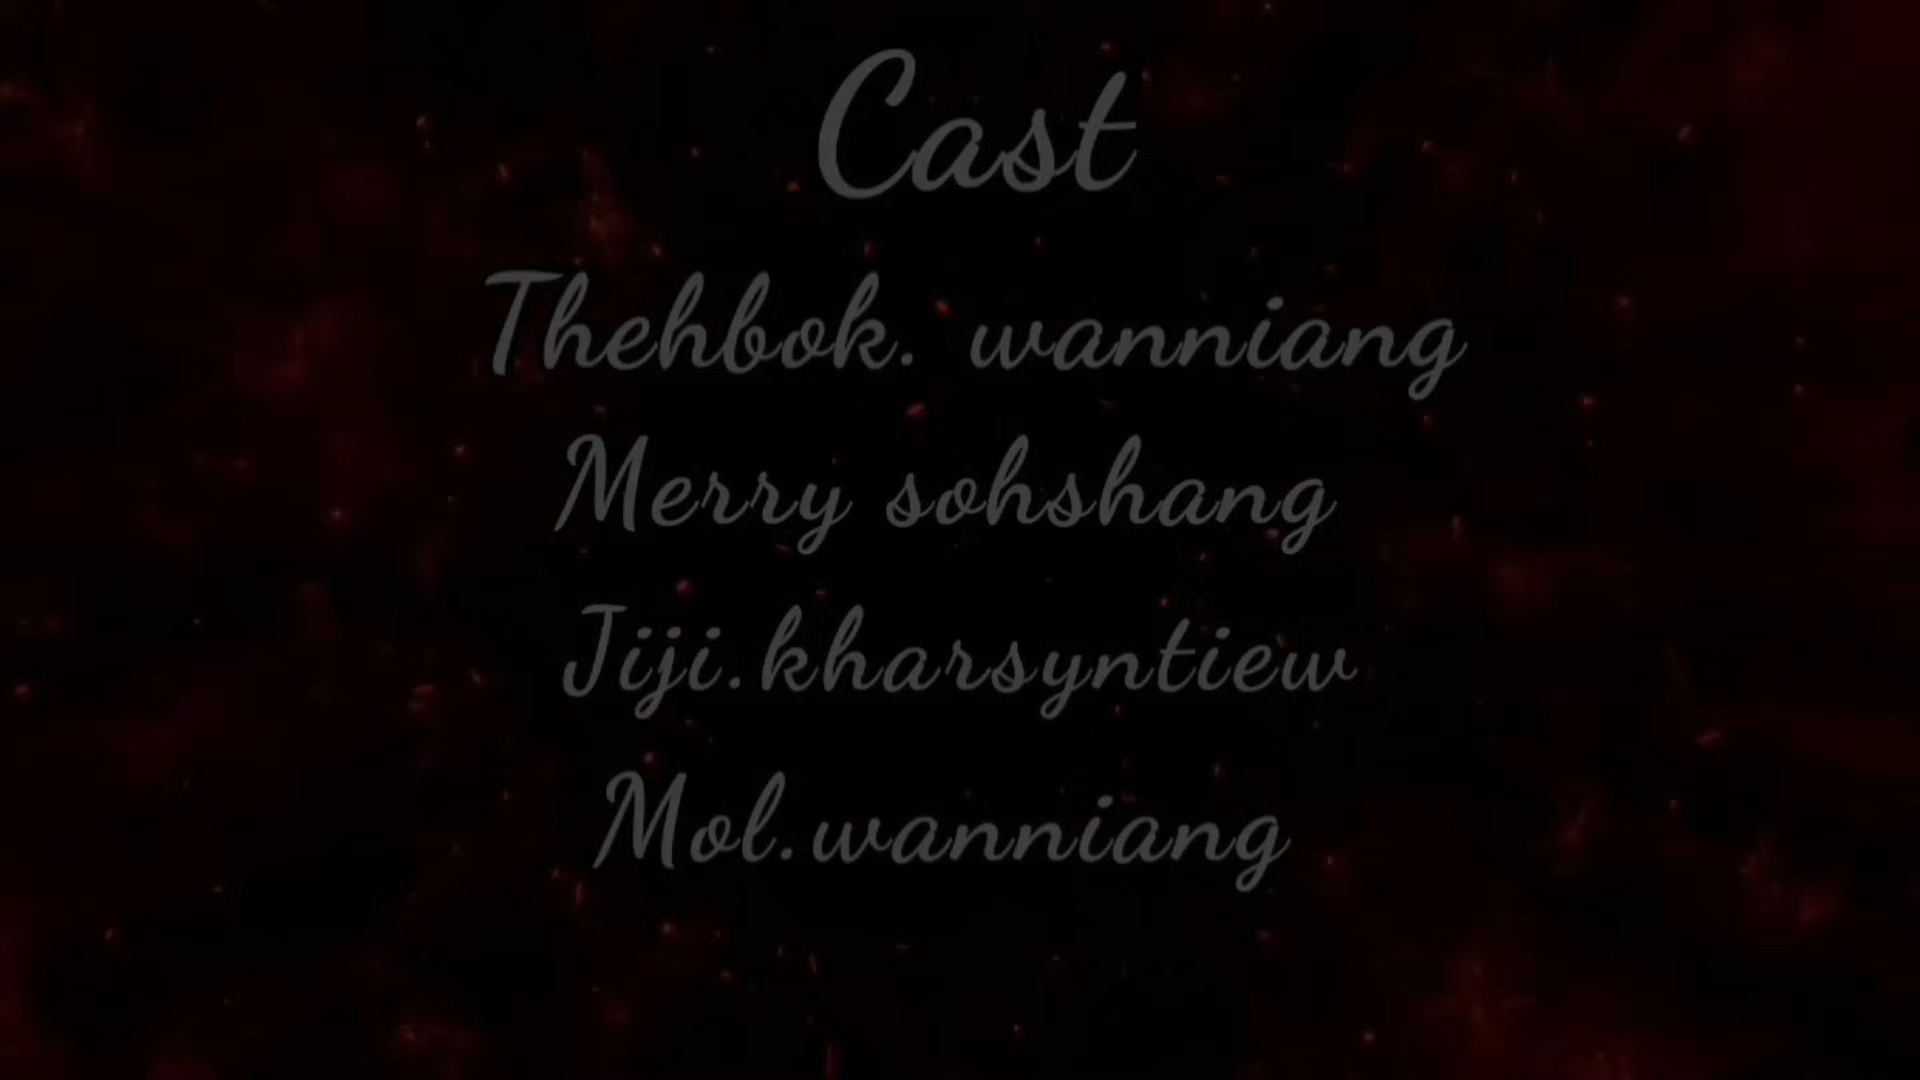 Cast
Thehbok. wanniang
Merry sohshang
Jiji.kharsyntiew
Mol.wanniang